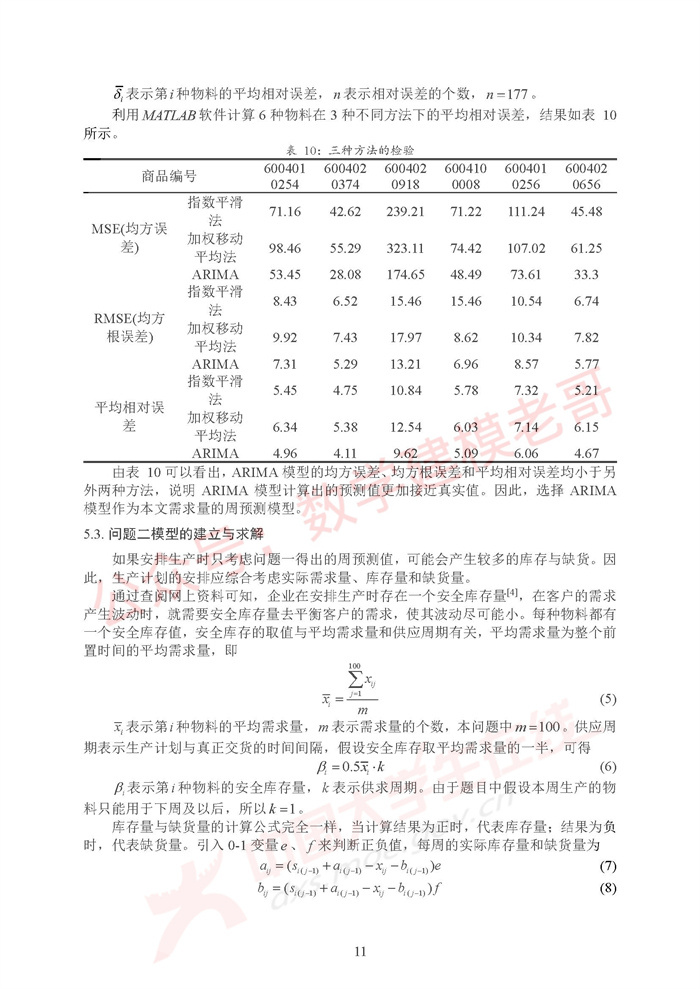 δ̄ᵢ表示第i种物料的平均相对误差，n表示相对误差的个数，n=177。
利用MATLAB软件计算6种物料在3种不同方法下的平均相对误差，结果如表 10
所示。
表 10：三种方法的检验
商品编号 6004010254 6004020374 6004020918 6004100008 6004010256 6004020656
MSE(均方误差) 指数平滑法 71.16 42.62 239.21 71.22 111.24 45.48
加权移动平均法 98.46 55.29 323.11 74.42 107.02 61.25
ARIMA 53.45 28.08 174.65 48.49 73.61 33.3
RMSE(均方根误差) 指数平滑法 8.43 6.52 15.46 15.46 10.54 6.74
加权移动平均法 9.92 7.43 17.97 8.62 10.34 7.82
ARIMA 7.31 5.29 13.21 6.96 8.57 5.77
平均相对误差 指数平滑法 5.45 4.75 10.84 5.78 7.32 5.21
加权移动平均法 6.34 5.38 12.54 6.03 7.14 6.15
ARIMA 4.96 4.11 9.62 5.09 6.06 4.67
由表 10 可以看出，ARIMA 模型的均方误差、均方根误差和平均相对误差均小于另
外两种方法，说明 ARIMA 模型计算出的预测值更加接近真实值。因此，选择 ARIMA
模型作为本文需求量的周预测模型。
5.3. 问题二模型的建立与求解
如果安排生产时只考虑问题一得出的周预测值，可能会产生较多的库存与缺货。因
此，生产计划的安排应综合考虑实际需求量、库存量和缺货量。
通过查阅网上资料可知，企业在安排生产时存在一个安全库存量[4]，在客户的需求
产生波动时，就需要安全库存量去平衡客户的需求，使其波动尽可能小。每种物料都有
一个安全库存值，安全库存的取值与平均需求量和供应周期有关，平均需求量为整个前
置时间的平均需求量，即
x̄ᵢ = (∑_{j=1}^{100} x_{ij}) / m (5)
x̄ᵢ表示第i种物料的平均需求量，m表示需求量的个数，本问题中m=100。供应周
期表示生产计划与真正交货的时间间隔，假设安全库存取平均需求量的一半，可得
βᵢ = 0.5x̄ᵢ·k (6)
βᵢ表示第i种物料的安全库存量，k表示供求周期。由于题目中假设本周生产的物
料只能用于下周及以后，所以k=1。
库存量与缺货量的计算公式完全一样，当计算结果为正时，代表库存量；结果为负
时，代表缺货量。引入 0-1 变量e、f来判断正负值，每周的实际库存量和缺货量为
a_{ij} = (s_{i(j−1)} + a_{i(j−1)} − x_{ij} − b_{i(j−1)})e (7)
b_{ij} = (s_{i(j−1)} + a_{i(j−1)} − x_{ij} − b_{i(j−1)})f (8)
11
公众号：数学建模老哥
中国大学生在线
dxs.moe.gov.cn